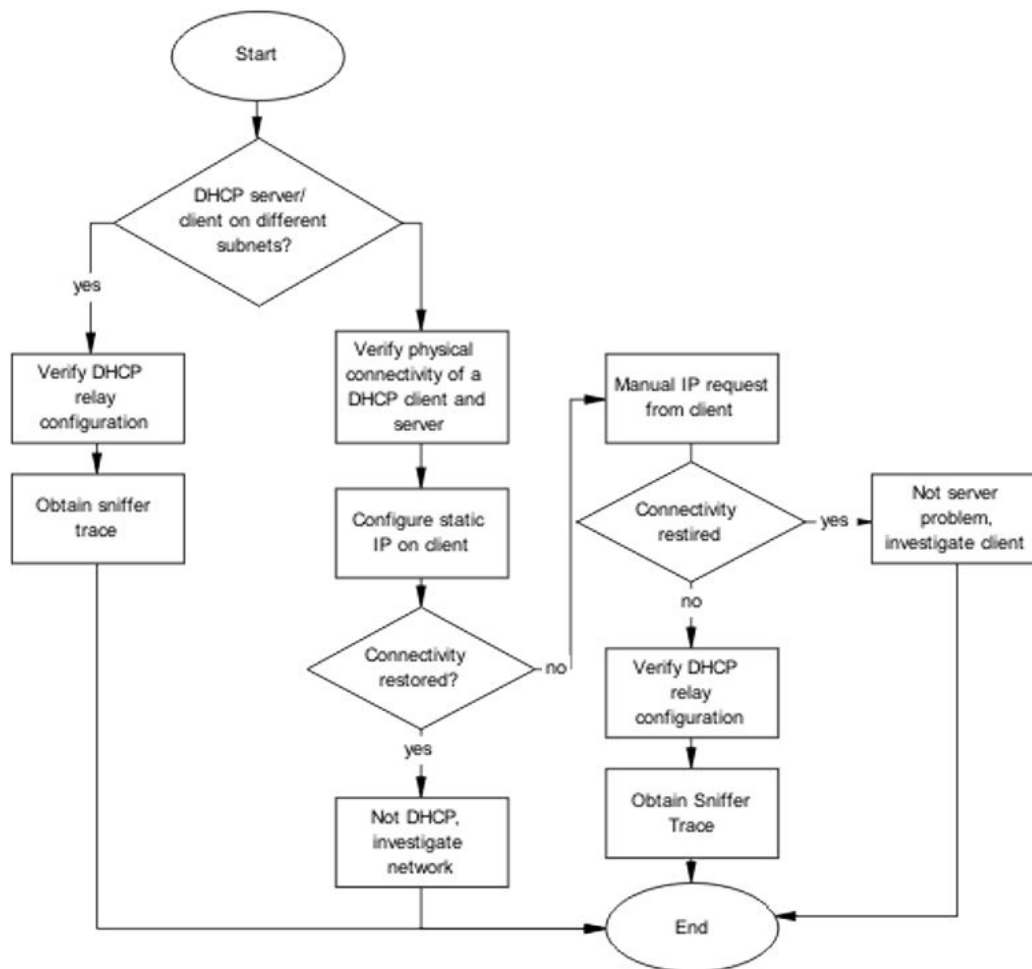 Start
DHCP server/
client on different
subnets?
yes
Verify DHCP
relay
configuration
Obtain sniffer
trace
Verify physical
connectivity of a
DHCP client and
server
Configure static
IP on client
Connectivity
restored?
no
yes
Not DHCP,
investigate
network
Manual IP request
from client
Connectivity
restired
yes
Not server
problem,
investigate client
no
Verify DHCP
relay
configuration
Obtain Sniffer
Trace
End